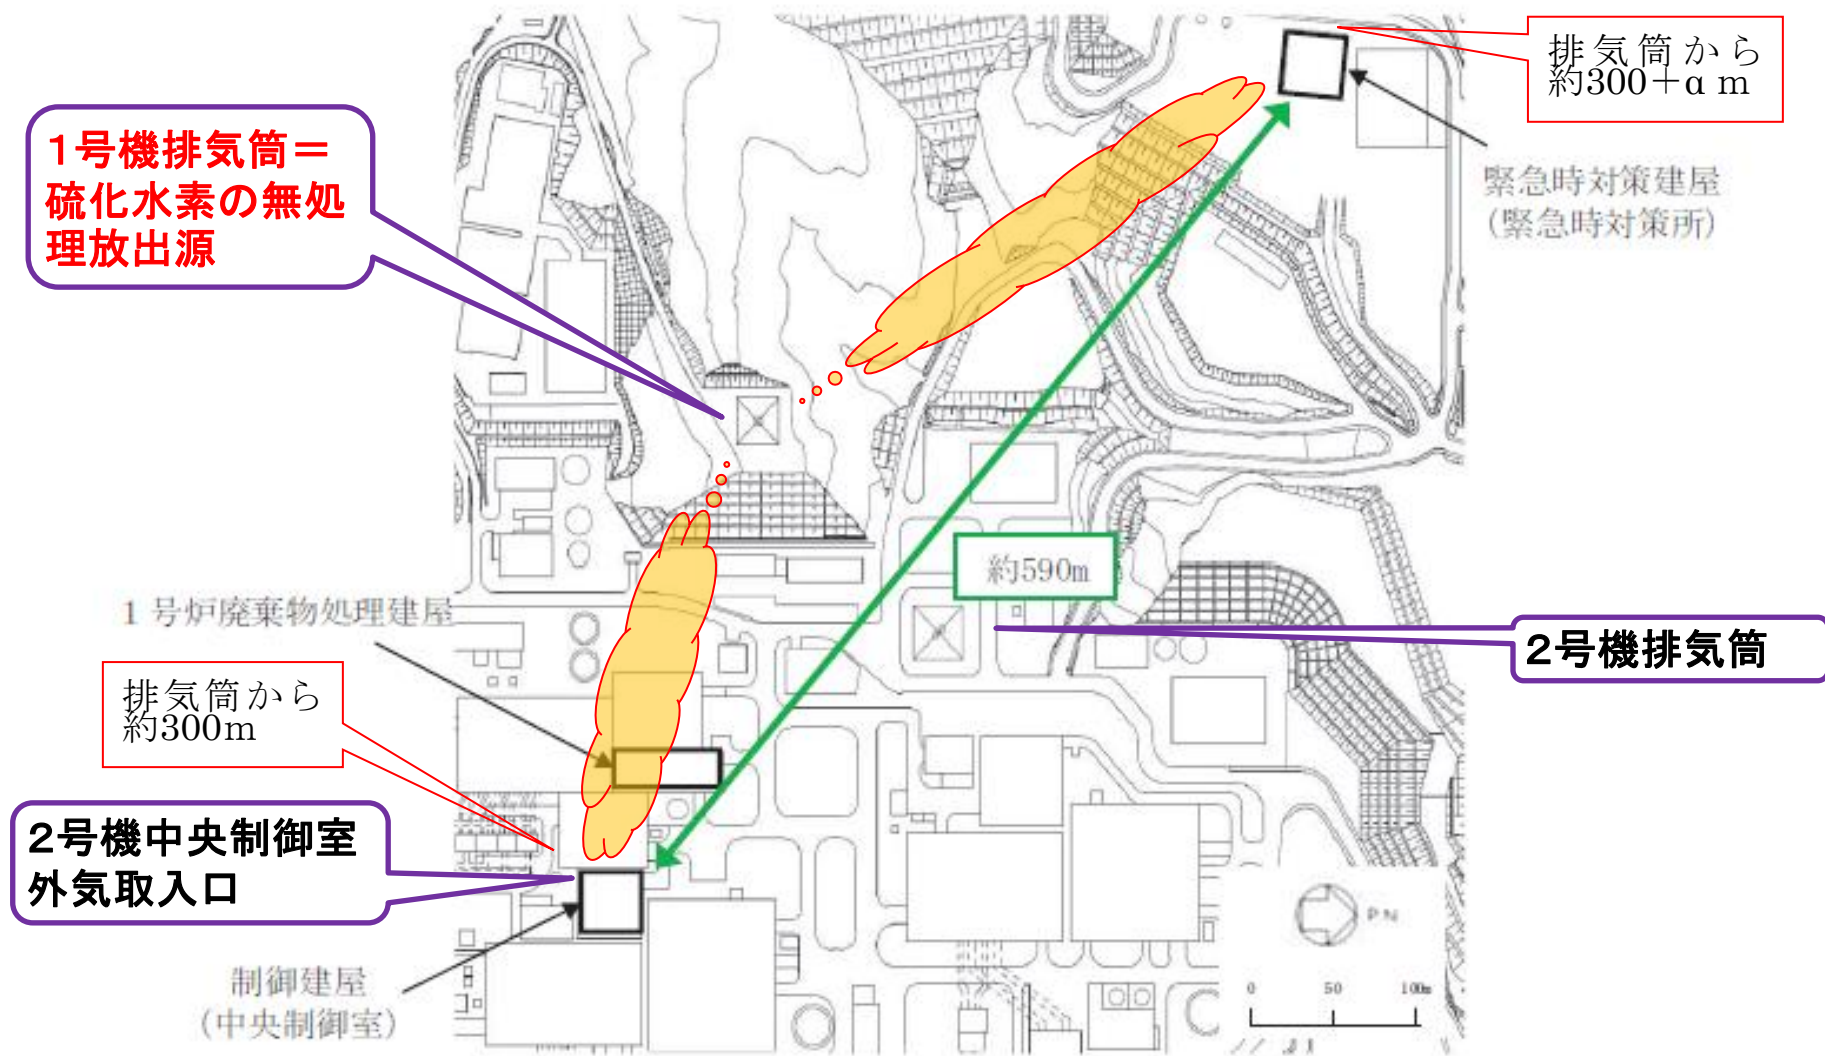 排気筒から
約300＋α m
1号機排気筒＝
硫化水素の無処
理放出源
緊急時対策建屋
(緊急時対策所)
約590m
1 号炉廃棄物処理建屋
2号機排気筒
排気筒から
約300m
2号機中央制御室
外気取入口
PN
制御建屋
(中央制御室)
0 50 100m